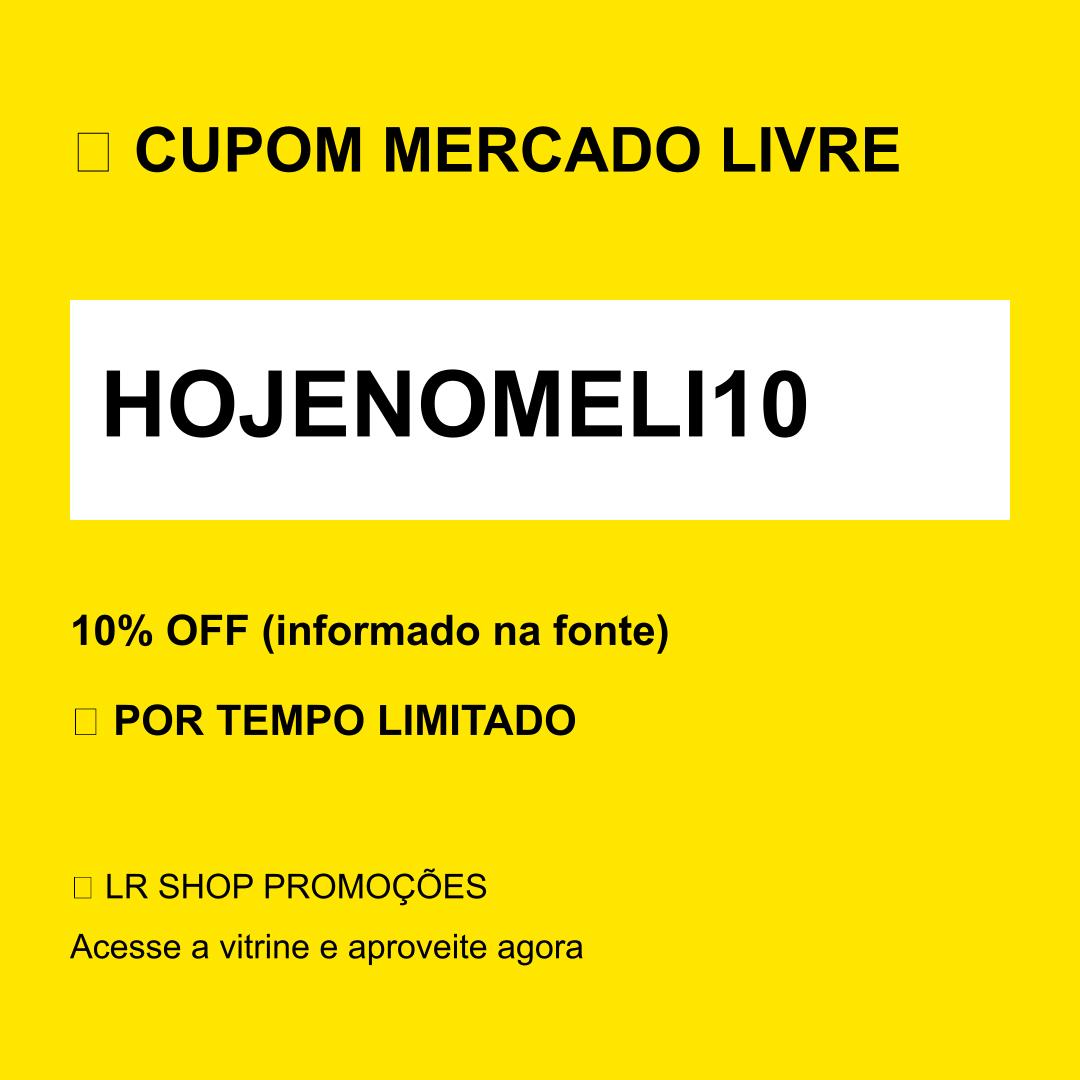 CUPOM MERCADO LIVRE
HOJENOMELI10
10% OFF (informado na fonte)
POR TEMPO LIMITADO
LR SHOP PROMOÇÕES
Acesse a vitrine e aproveite agora